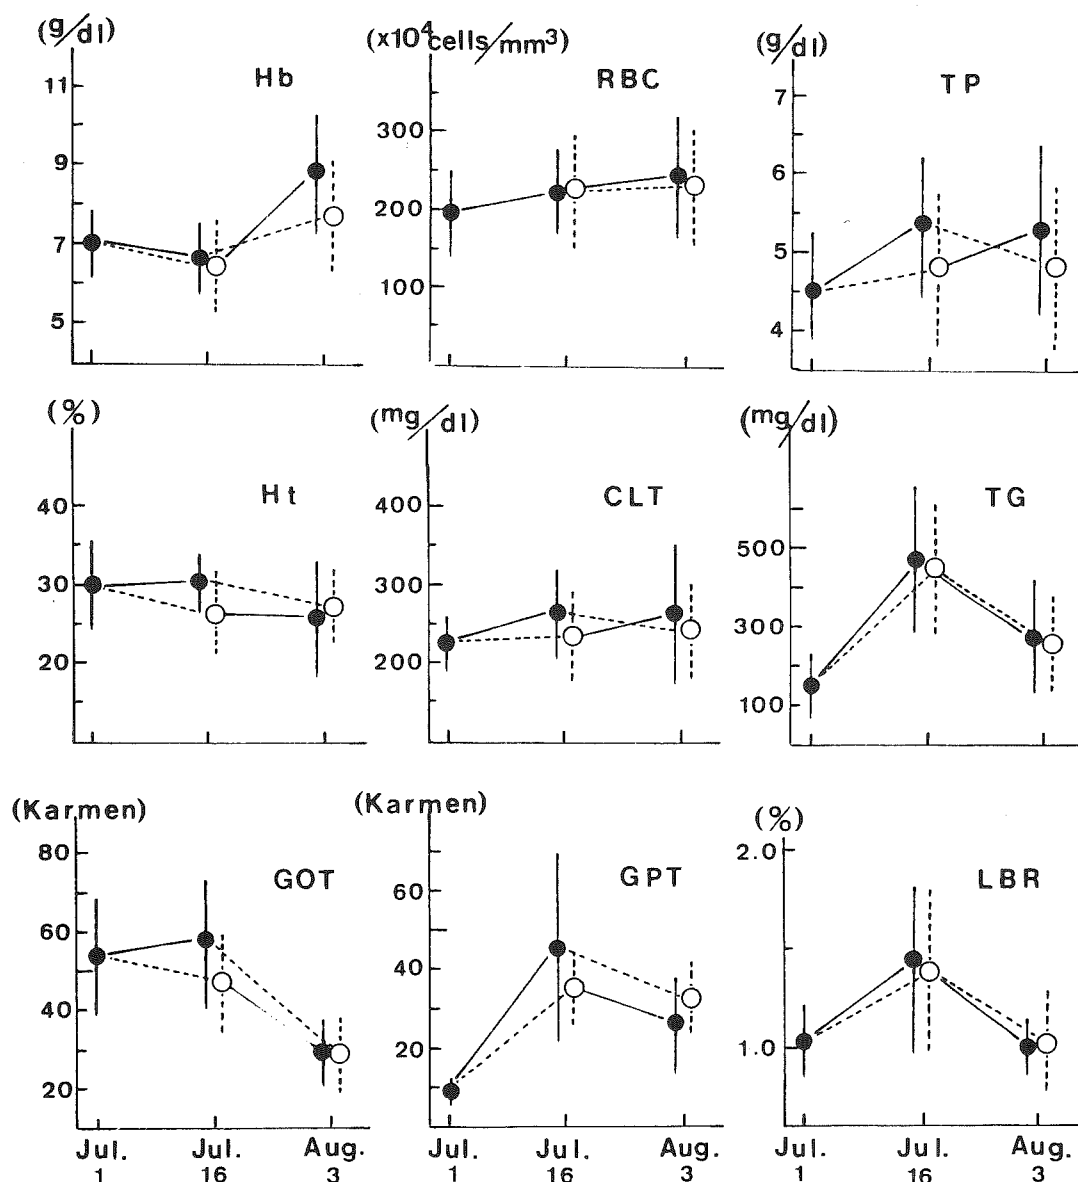 (g/dl)
Hb
11
9
7
5
(x10⁴cells/mm³)
RBC
300
200
100
(g/dl)
TP
7
6
5
4
(%)
Ht
40
30
20
(mg/dl)
CLT
400
300
200
(mg/dl)
TG
500
300
100
(Karmen)
GOT
80
60
40
20
(Karmen)
GPT
60
40
20
(%)
LBR
2.0
1.0
Jul. Jul. Aug.
1 16 3
Jul. Jul. Aug.
1 16 3
Jul. Jul. Aug.
1 16 3